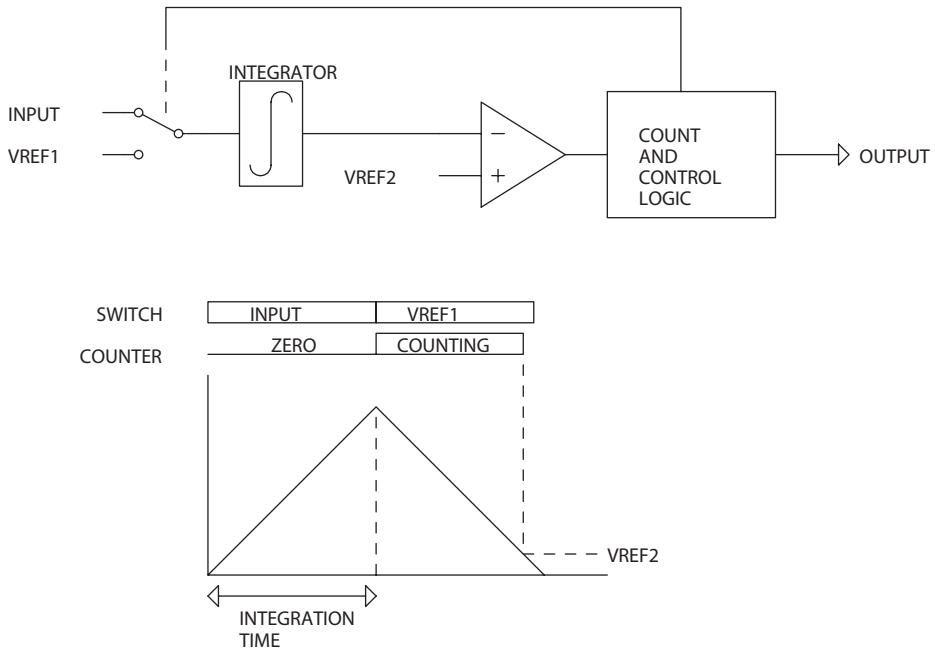 INTEGRATOR
INPUT
VREF1
VREF2
COUNT
AND
CONTROL
LOGIC
OUTPUT
SWITCH INPUT VREF1
COUNTER ZERO COUNTING
VREF2
INTEGRATION
TIME